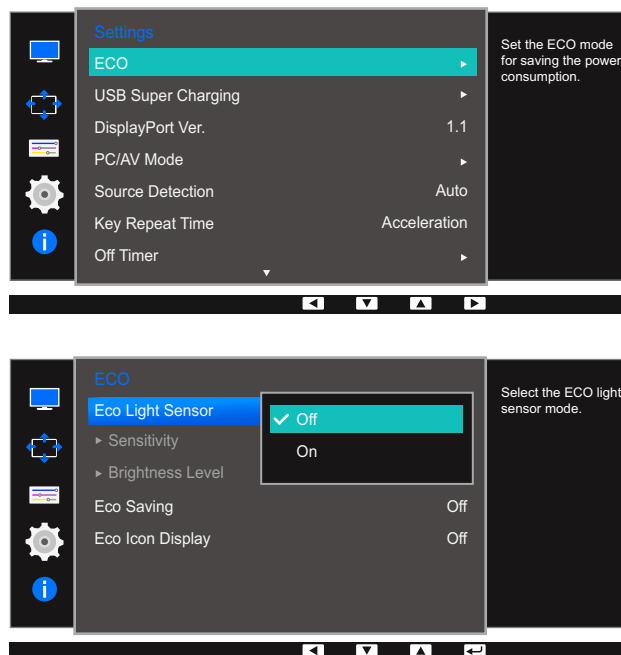 Settings
ECO
USB Super Charging
DisplayPort Ver. 1.1
PC/AV Mode
Source Detection Auto
Key Repeat Time Acceleration
Off Timer
Set the ECO mode
for saving the power
consumption.
ECO
Eco Light Sensor
Sensitivity
Brightness Level
Off
On
Eco Saving Off
Eco Icon Display Off
Select the ECO light
sensor mode.